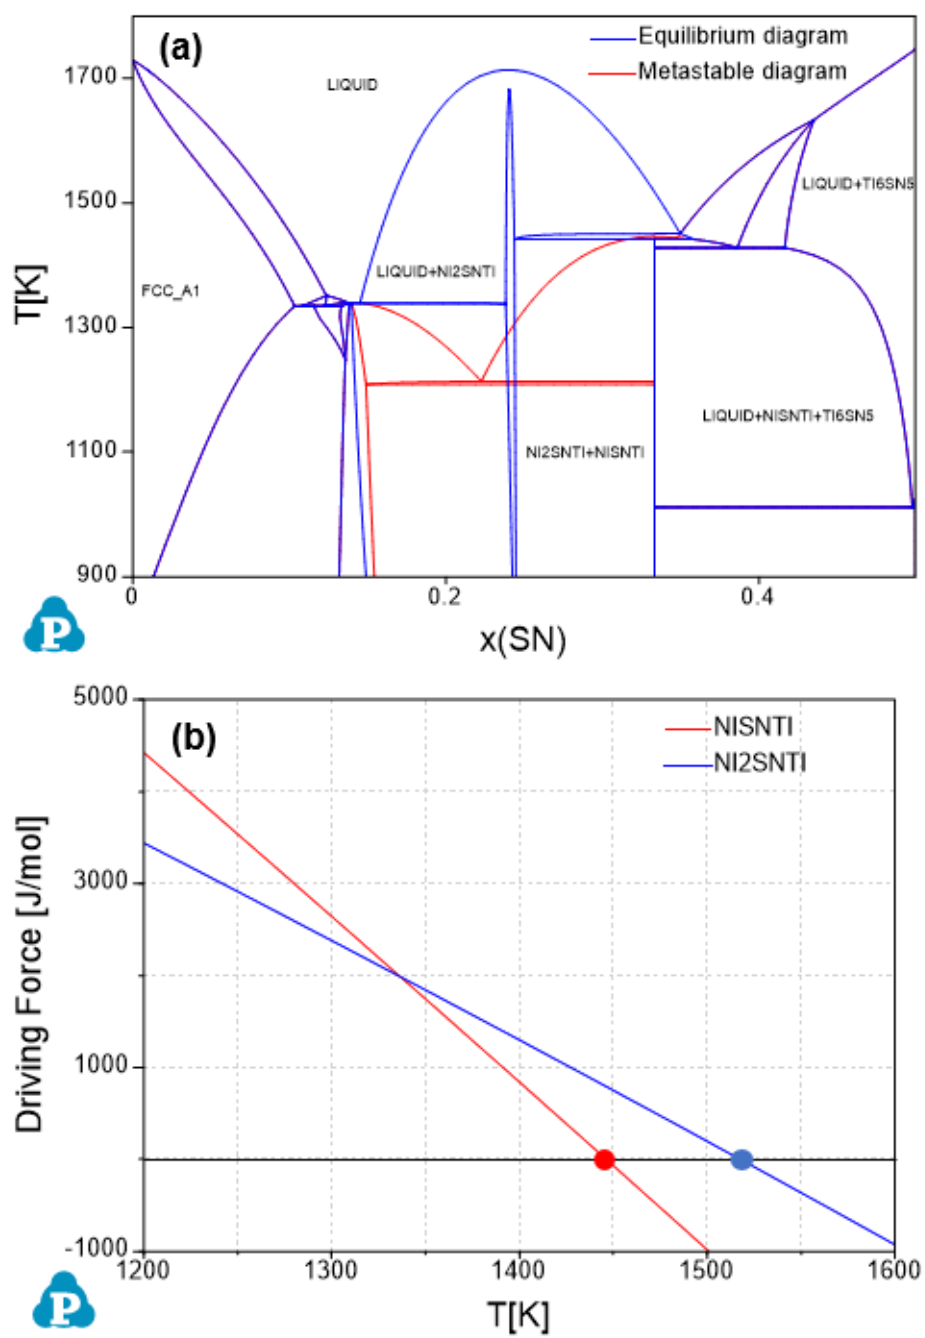 (a)
Equilibrium diagram
Metastable diagram
LIQUID
1700
1500
1300
1100
900
T[K]
LIQUID+TI6SN5
LIQUID+NI2SNTI
FCC_A1
LIQUID+NISNTI+TI6SN5
NI2SNTI+NISNTI
0
0.2
0.4
x(SN)
P
(b)
NISNTI
NI2SNTI
5000
3000
1000
-1000
Driving Force [J/mol]
1200
1300
1400
1500
1600
T[K]
P